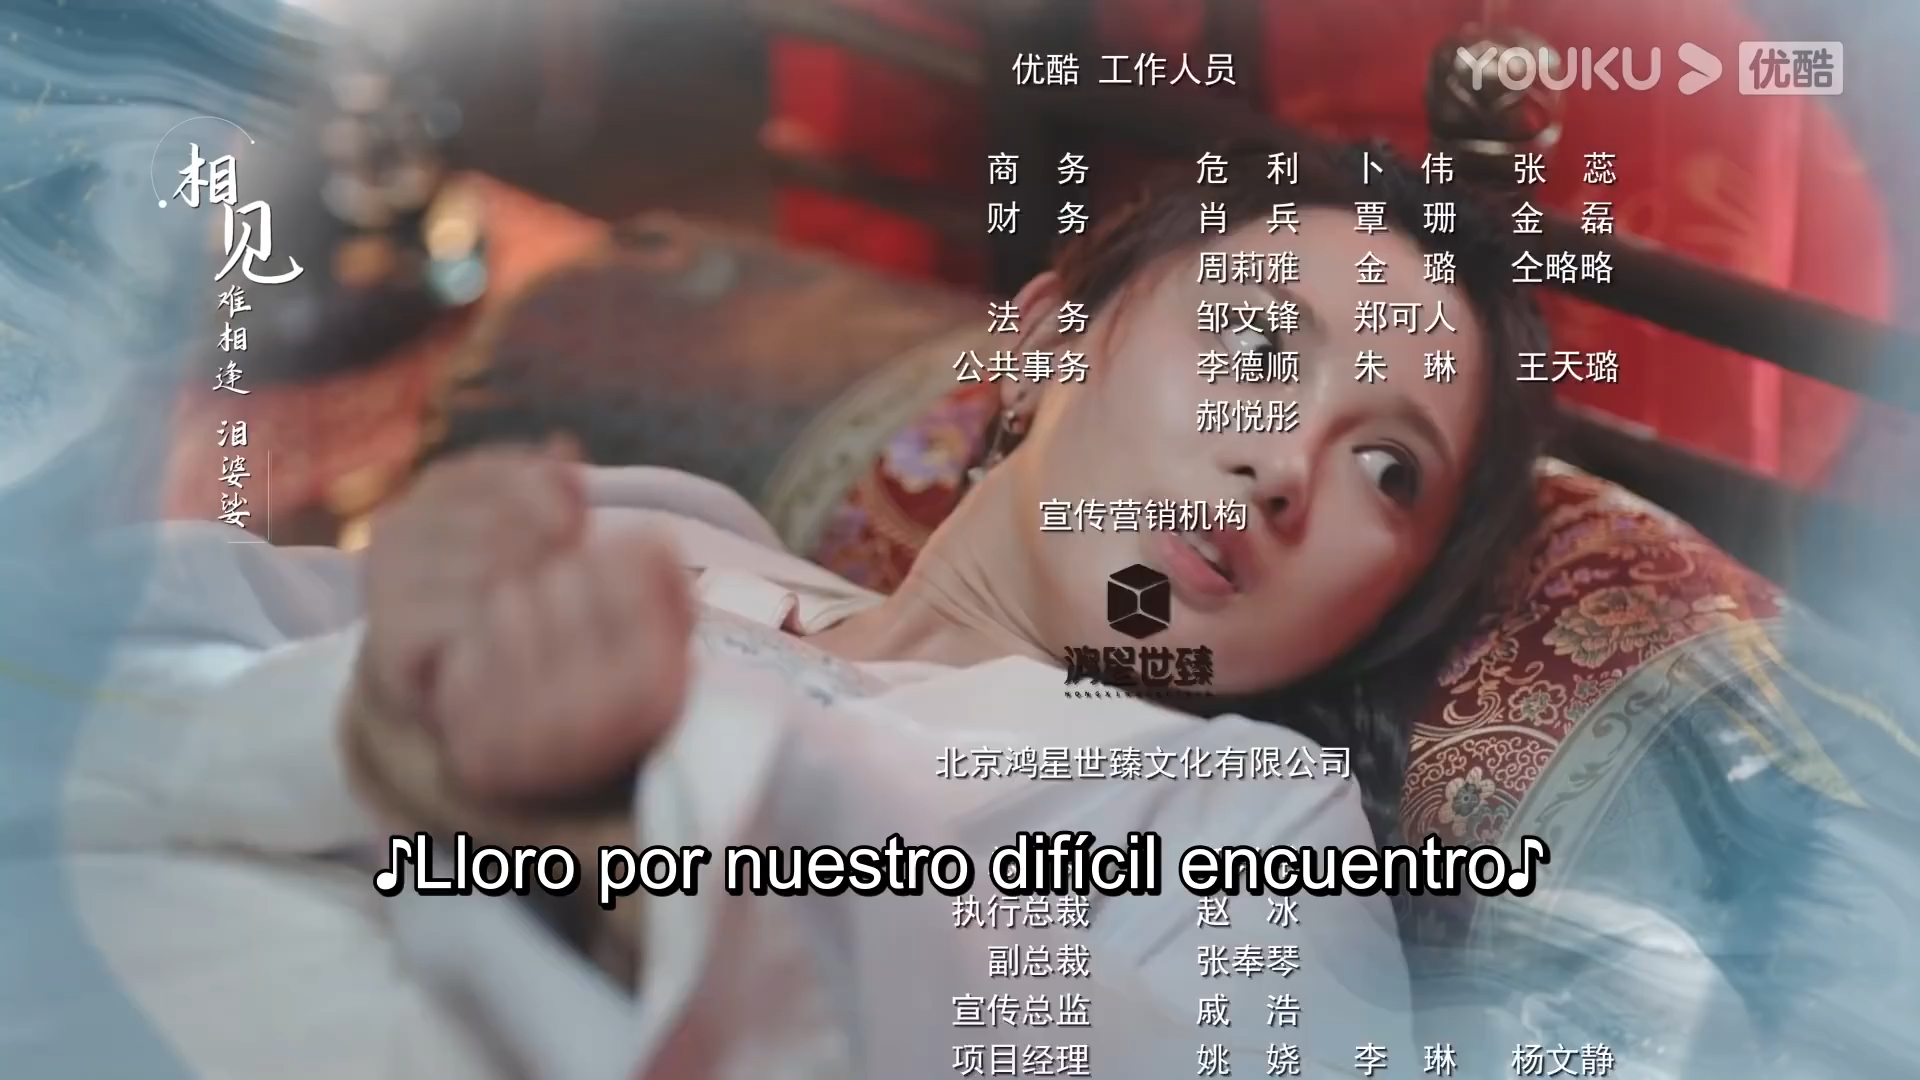 优酷 工作人员
YOUKU 优酷
相见
难相逢 泪婆娑
商 务 危 利 卜 伟 张 蕊
财 务 肖 兵 覃 珊 金 磊
周莉雅 金 璐 仝略略
法 务 邹文锋 郑可人
公共事务 李德顺 朱 琳 王天璐
郝悦彤
宣传营销机构
鸿星世臻
北京鸿星世臻文化有限公司
♪Lloro por nuestro difícil encuentro♪
执行总裁 赵 冰
副总裁 张奉琴
宣传总监 戚 浩
项目经理 姚 娆 李 琳 杨文静